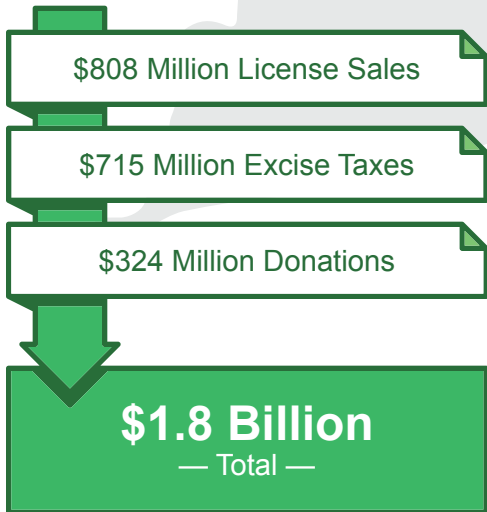 $808 Million License Sales
$715 Million Excise Taxes
$324 Million Donations
$1.8 Billion
— Total —